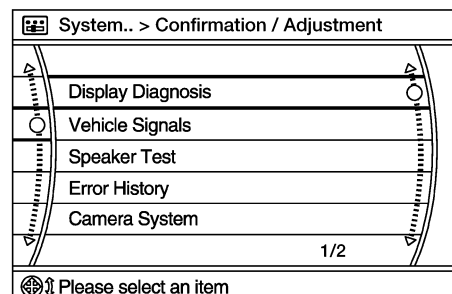 System.. > Confirmation / Adjustment
Display Diagnosis
Vehicle Signals
Speaker Test
Error History
Camera System
1/2
Please select an item